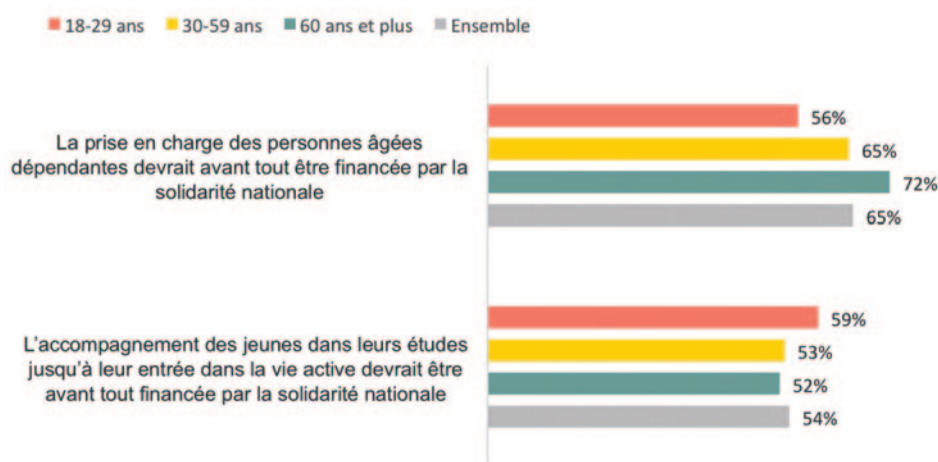 18-29 ans 30-59 ans 60 ans et plus Ensemble
La prise en charge des personnes âgées
dépendantes devrait avant tout être financée par la
solidarité nationale
56%
65%
72%
65%
L'accompagnement des jeunes dans leurs études
jusqu'à leur entrée dans la vie active devrait être
avant tout financée par la solidarité nationale
59%
53%
52%
54%